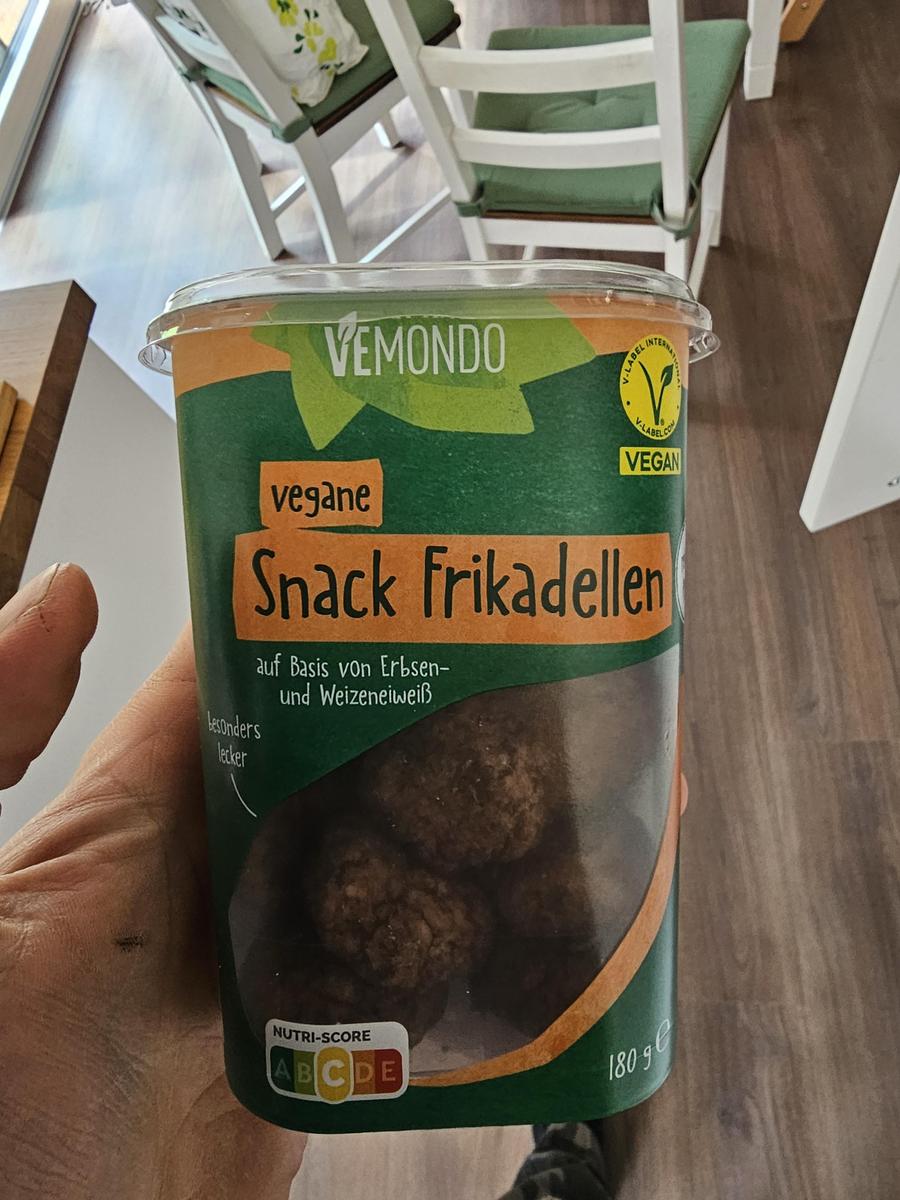 VEMONDO
V-LABEL INTERNATIONAL
V-LABEL.COM
VEGAN
vegane
Snack Frikadellen
auf Basis von Erbsen-
und Weizeneiweiß
besonders
lecker
NUTRI-SCORE
A B C D E
180 g ℮